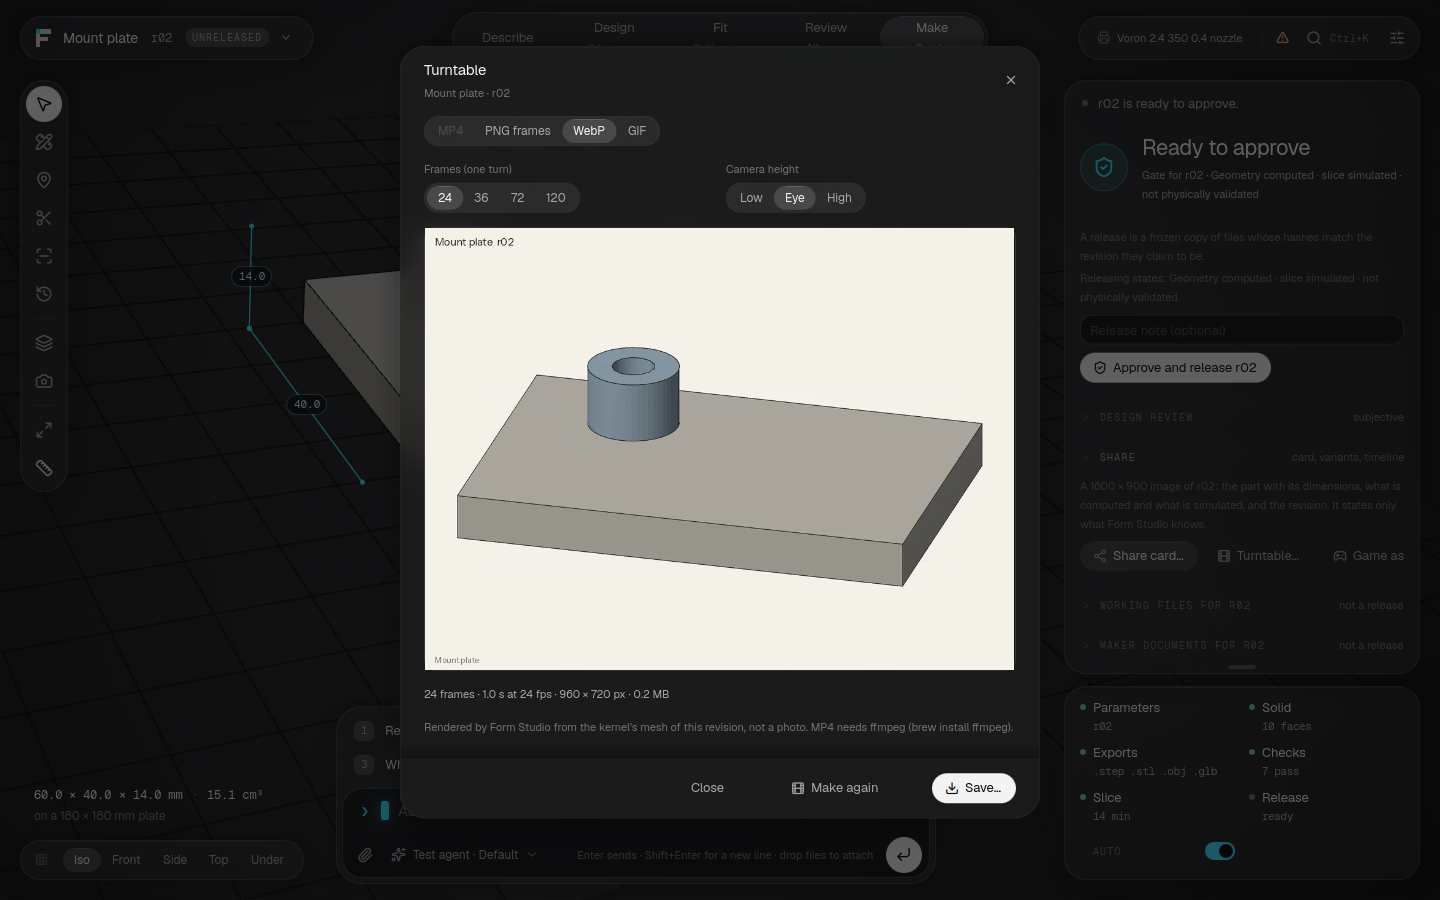 Mount plate r02 UNRELEASED
Describe
Design
Fit
Review
Make
Voron 2.4 350 0.4 nozzle
Ctrl+K
Turntable
Mount plate · r02
MP4 PNG frames WebP GIF
Frames (one turn)
24 36 72 120
Camera height
Low Eye High
Mount plate r02
Mount plate
24 frames · 1.0 s at 24 fps · 960 × 720 px · 0.2 MB
Rendered by Form Studio from the kernel's mesh of this revision, not a photo. MP4 needs ffmpeg (brew install ffmpeg).
Close Make again Save...
14.0
40.0
60.0 × 40.0 × 14.0 mm · 15.1 cm³
on a 180 × 180 mm plate
Iso Front Side Top Under
1 Re
3 Wh
Test agent · Default
Enter sends · Shift+Enter for a new line · drop files to attach
r02 is ready to approve.
Ready to approve
Gate for r02 · Geometry computed · slice simulated ·
not physically validated
A release is a frozen copy of files whose hashes match the
revision they claim to be.
Releasing states: Geometry computed · slice simulated · not
physically validated.
Release note (optional)
Approve and release r02
DESIGN REVIEW subjective
SHARE card, variants, timeline
A 1600 × 900 image of r02: the part with its dimensions, what is
computed and what is simulated, and the revision. It states only
what Form Studio knows.
Share card... Turntable... Game as
WORKING FILES FOR R02 not a release
MAKER DOCUMENTS FOR R02 not a release
Parameters
r02
Solid
10 faces
Exports
.step .stl .obj .glb
Checks
7 pass
Slice
14 min
Release
ready
AUTO